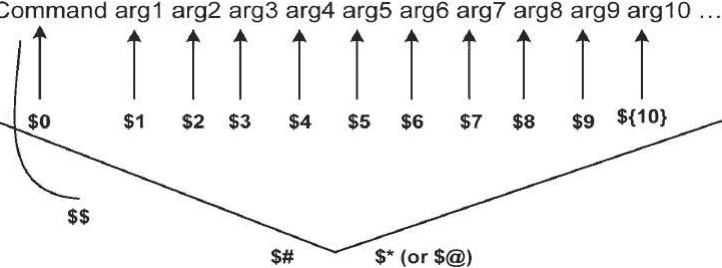 Command arg1 arg2 arg3 arg4 arg5 arg6 arg7 arg8 arg9 arg10 ...
$0 $1 $2 $3 $4 $5 $6 $7 $8 $9 ${10}
$$
$# $* (or $@)